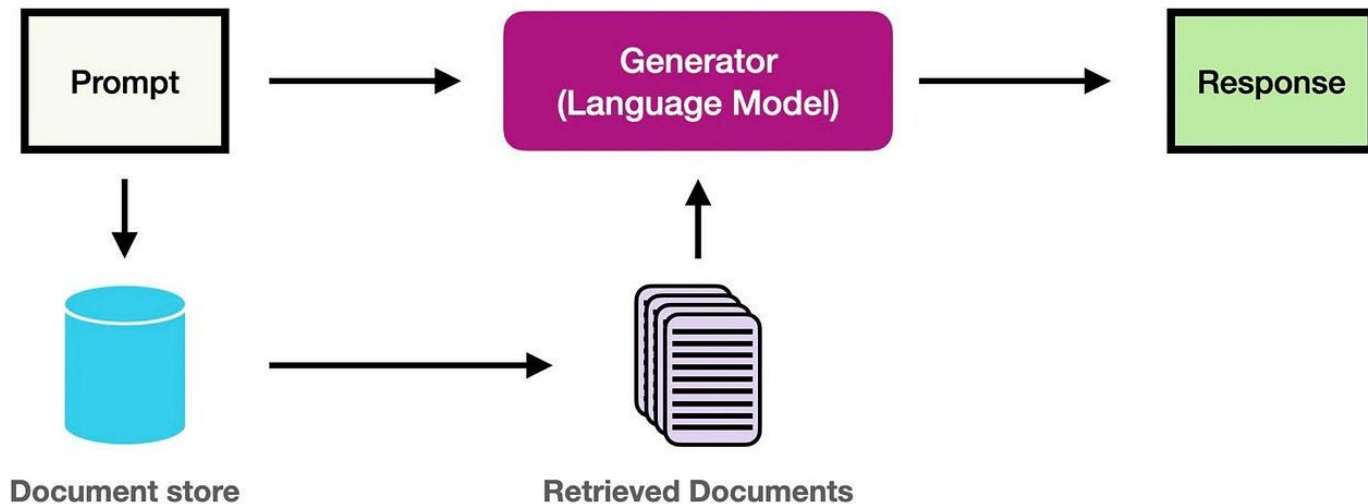 Prompt
Generator
(Language Model)
Response
Document store
Retrieved Documents